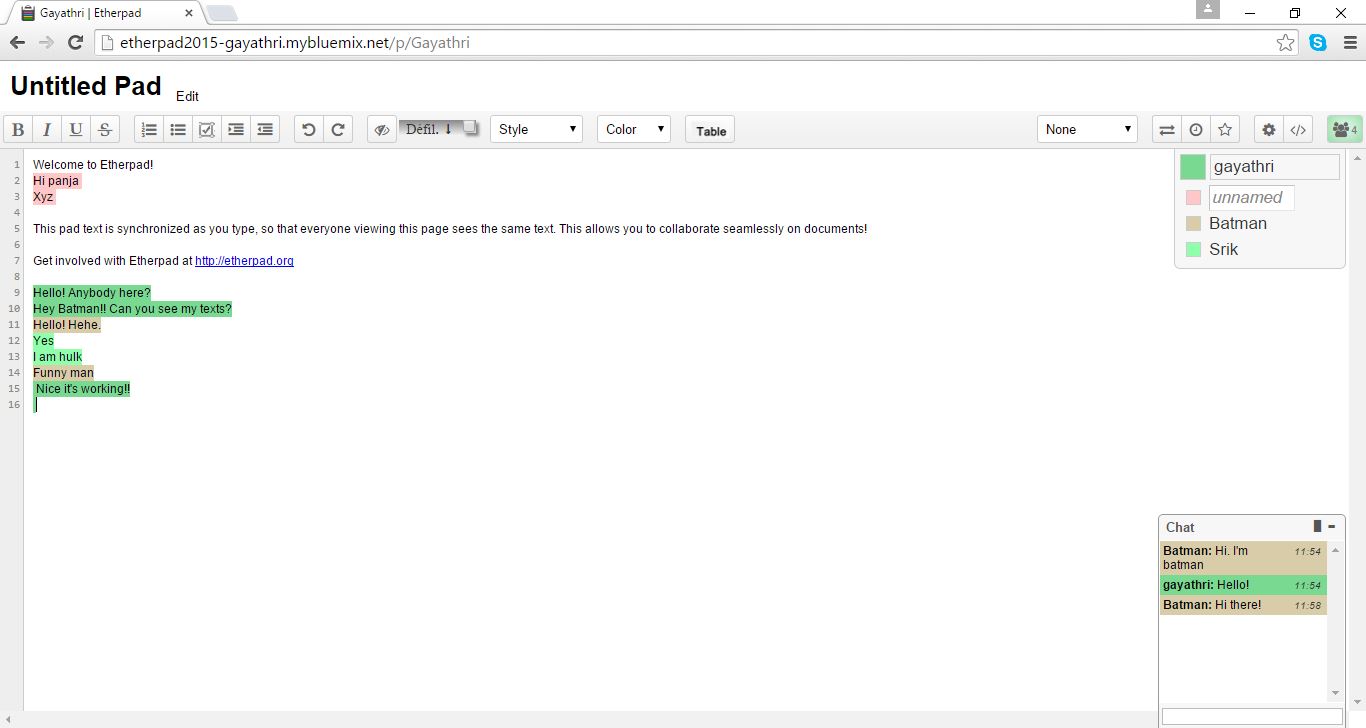 Gayathri | Etherpad
etherpad2015-gayathri.mybluemix.net/p/Gayathri
Untitled Pad Edit
B I U S Défil. ↓ Style Color Table None 4
1 Welcome to Etherpad!
2 Hi panja
3 Xyz
4
5 This pad text is synchronized as you type, so that everyone viewing this page sees the same text. This allows you to collaborate seamlessly on documents!
6
7 Get involved with Etherpad at http://etherpad.org
8
9 Hello! Anybody here?
10 Hey Batman!! Can you see my texts?
11 Hello! Hehe.
12 Yes
13 I am hulk
14 Funny man
15 Nice it's working!!
16
gayathri
unnamed
Batman
Srik
Chat
Batman: Hi. I'm 11:54
batman
gayathri: Hello! 11:54
Batman: Hi there! 11:58